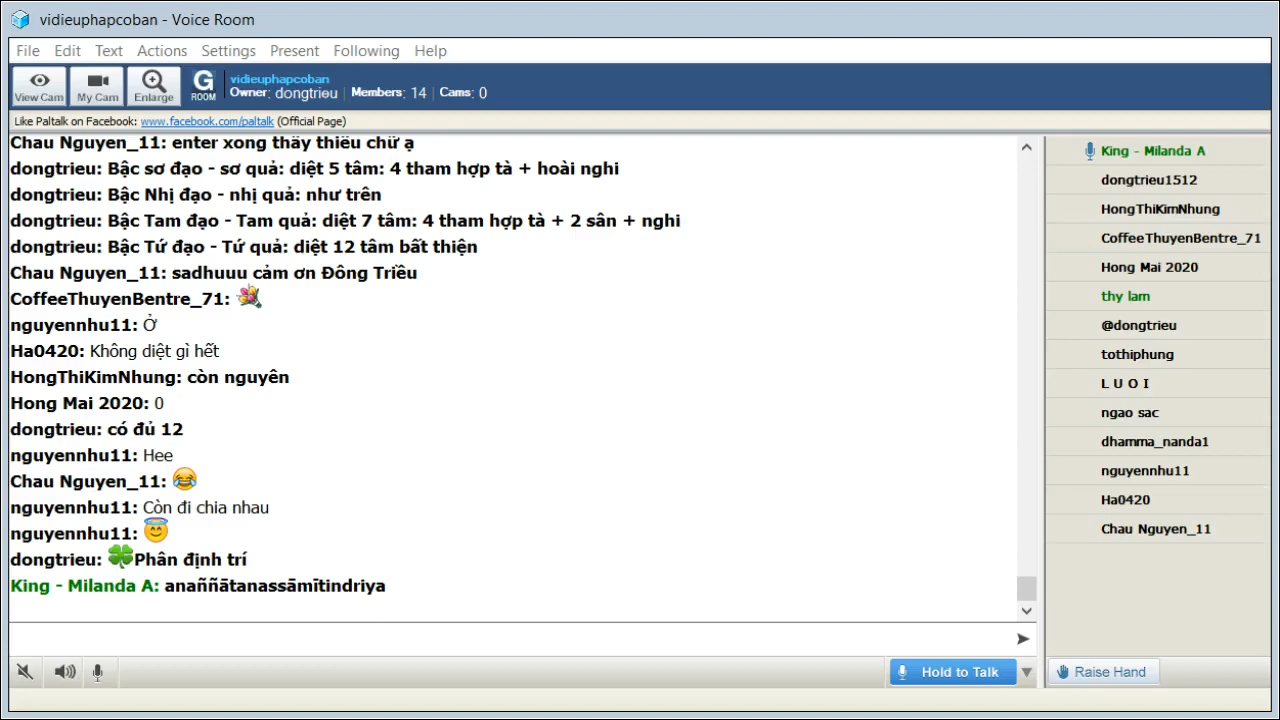 vidieuphapcoban - Voice Room
File Edit Text Actions Settings Present Following Help
View Cam My Cam Enlarge G ROOM vidieuphapcoban
Owner: dongtrieu | Members: 14 | Cams: 0
Like Paltalk on Facebook: www.facebook.com/paltalk (Official Page)
Chau Nguyen_11: enter xong thấy thiếu chữ ạ
dongtrieu: Bậc sơ đạo - sơ quả: diệt 5 tâm: 4 tham hợp tà + hoài nghi
dongtrieu: Bậc Nhị đạo - nhị quả: như trên
dongtrieu: Bậc Tam đạo - Tam quả: diệt 7 tâm: 4 tham hợp tà + 2 sân + nghi
dongtrieu: Bậc Tứ đạo - Tứ quả: diệt 12 tâm bất thiện
Chau Nguyen_11: sadhuuu cảm ơn Đông Triều
CoffeeThuyenBentre_71:
nguyennhu11: Ở
Ha0420: Không diệt gì hết
HongThiKimNhung: còn nguyên
Hong Mai 2020: 0
dongtrieu: có đủ 12
nguyennhu11: Hee
Chau Nguyen_11: 😂
nguyennhu11: Còn đi chia nhau
nguyennhu11: 😇
dongtrieu: 🍀Phân định trí
King - Milanda A: anaññātanassāmītindriya
Hold to Talk
King - Milanda A
dongtrieu1512
HongThiKimNhung
CoffeeThuyenBentre_71
Hong Mai 2020
thy lam
@dongtrieu
tothiphung
L U O I
ngao sac
dhamma_nanda1
nguyennhu11
Ha0420
Chau Nguyen_11
Raise Hand